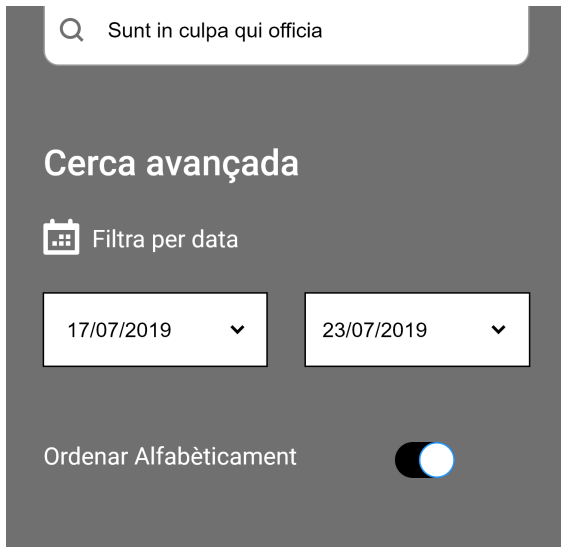 Sunt in culpa qui officia
Cerca avançada
Filtra per data
17/07/2019 23/07/2019
Ordenar Alfabèticament